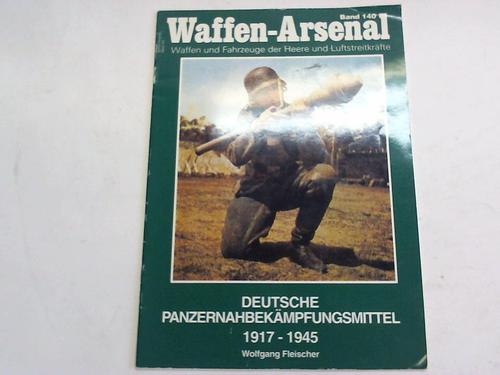 Band 140
Waffen-Arsenal
Waffen und Fahrzeuge der Heere und Luftstreitkräfte
DEUTSCHE
PANZERNAHBEKÄMPFUNGSMITTEL
1917 - 1945
Wolfgang Fleischer